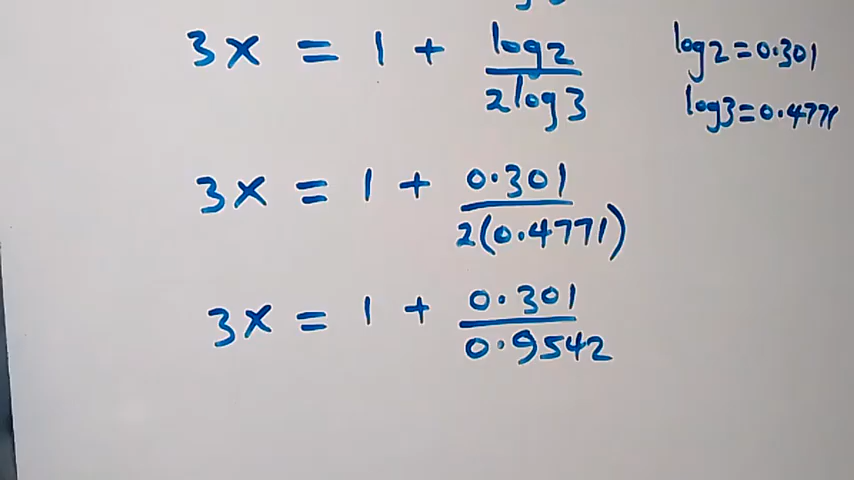 3x = 1 + log2 / 2log3
log2 = 0.301
log3 = 0.4771
3x = 1 + 0.301 / 2(0.4771)
3x = 1 + 0.301 / 0.9542